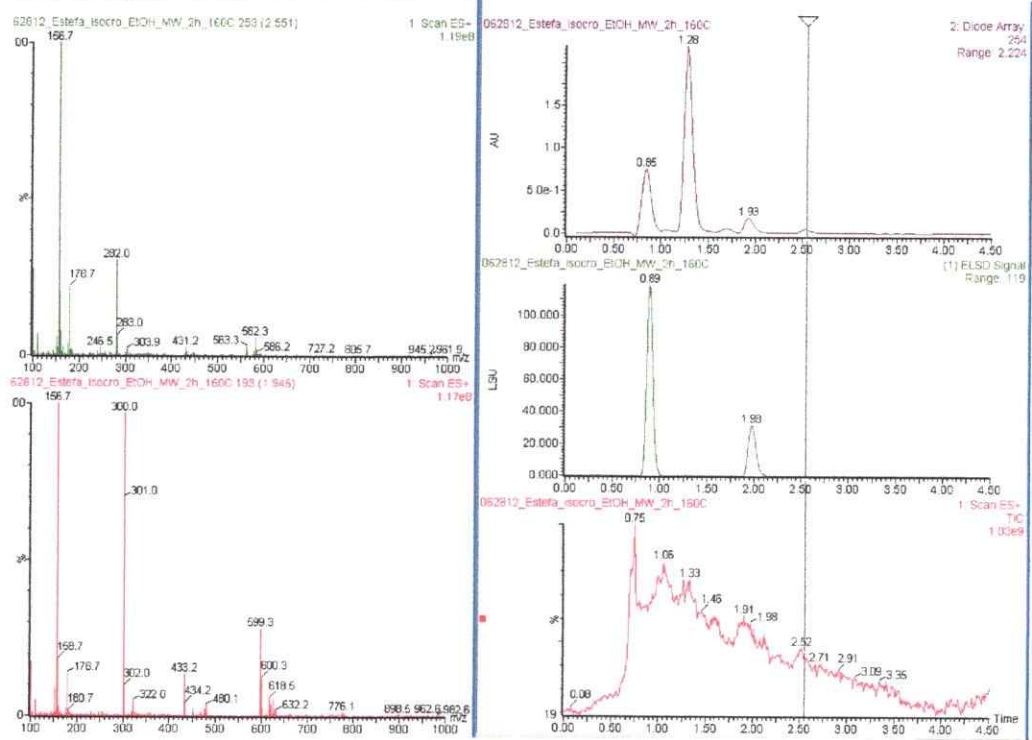 62812_Estefa_Isocro_EtOH_MW_2h_160C 253 (2.551)
1: Scan ES+
1.19e8
00
156.7
282.0
178.7
%
283.0
246.5
303.9
431.2
563.3
562.3
586.2
727.2
805.7
945.2
961.9
0
100 200 300 400 500 600 700 800 900 1000
m/z
62812_Estefa_Isocro_EtOH_MW_2h_160C 193 (1.946)
1: Scan ES+
1.17e8
00
156.7
300.0
301.0
%
599.3
158.7
178.7
180.7
302.0
322.0
433.2
434.2
480.1
600.3
618.5
632.2
776.1
898.5
962.6
982.6
0
100 200 300 400 500 600 700 800 900 1000
m/z
062812_Estefa_Isocro_EtOH_MW_2h_160C
2: Diode Array
254
Range: 2.224
1.28
1.5
AU
1.0
0.85
5.0e-1
1.93
0.0
0.00 0.50 1.00 1.50 2.00 2.50 3.00 3.50 4.00 4.50
062812_Estefa_Isocro_EtOH_MW_2h_160C
(1) ELSD Signal
Range: 119
0.89
100.000
80.000
LSU
60.000
40.000
1.98
20.000
0.000
0.00 0.50 1.00 1.50 2.00 2.50 3.00 3.50 4.00 4.50
062812_Estefa_Isocro_EtOH_MW_2h_160C
1: Scan ES+
TIC
1.03e9
0.75
1.06
1.33
1.46
%
1.91
1.98
2.52
2.71
2.91
3.09
3.35
0.08
19
0.00 0.50 1.00 1.50 2.00 2.50 3.00 3.50 4.00 4.50
Time